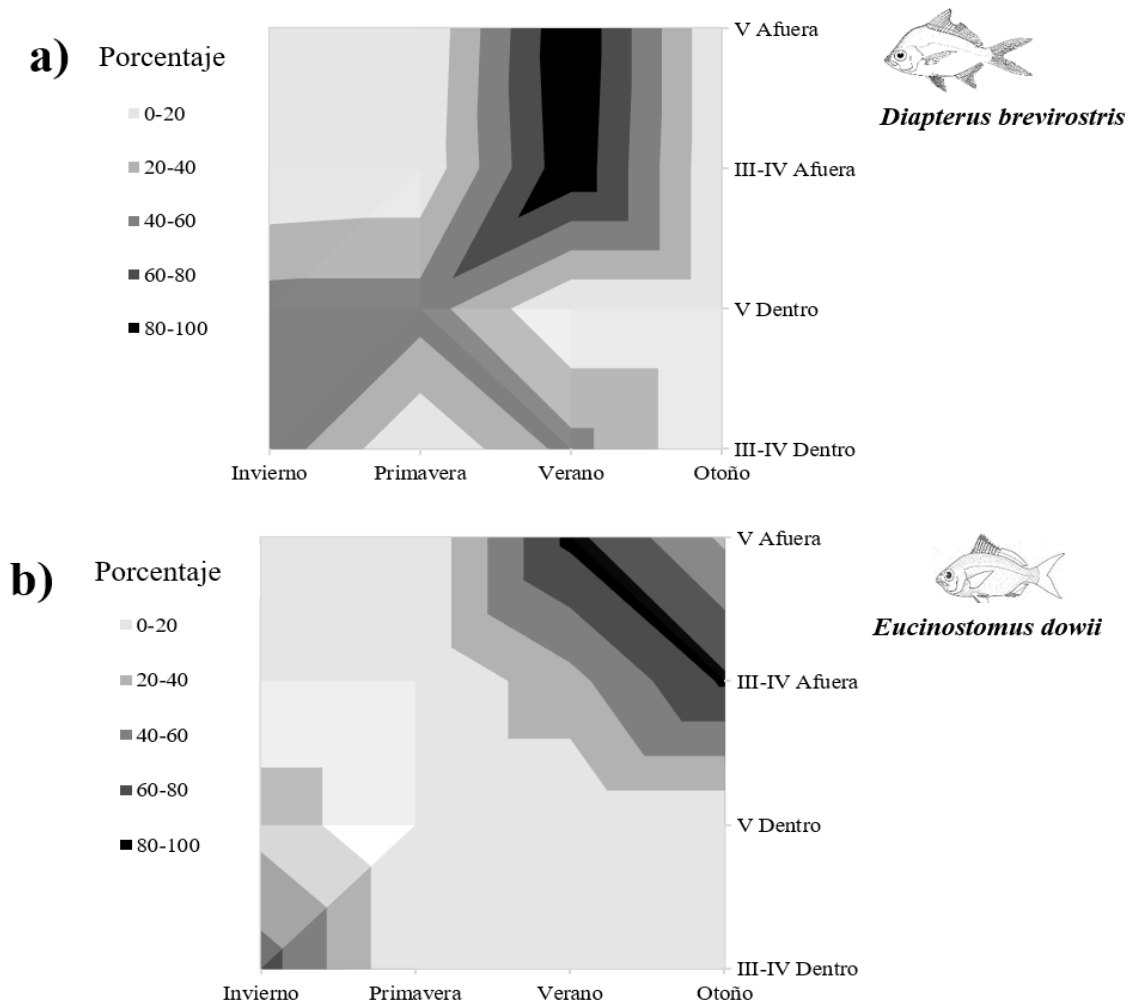 a)
Porcentaje
0-20
20-40
40-60
60-80
80-100
V Afuera
III-IV Afuera
V Dentro
III-IV Dentro
Invierno
Primavera
Verano
Otoño
Diapterus brevirostris
b)
Porcentaje
0-20
20-40
40-60
60-80
80-100
V Afuera
III-IV Afuera
V Dentro
III-IV Dentro
Invierno
Primavera
Verano
Otoño
Eucinostomus dowii